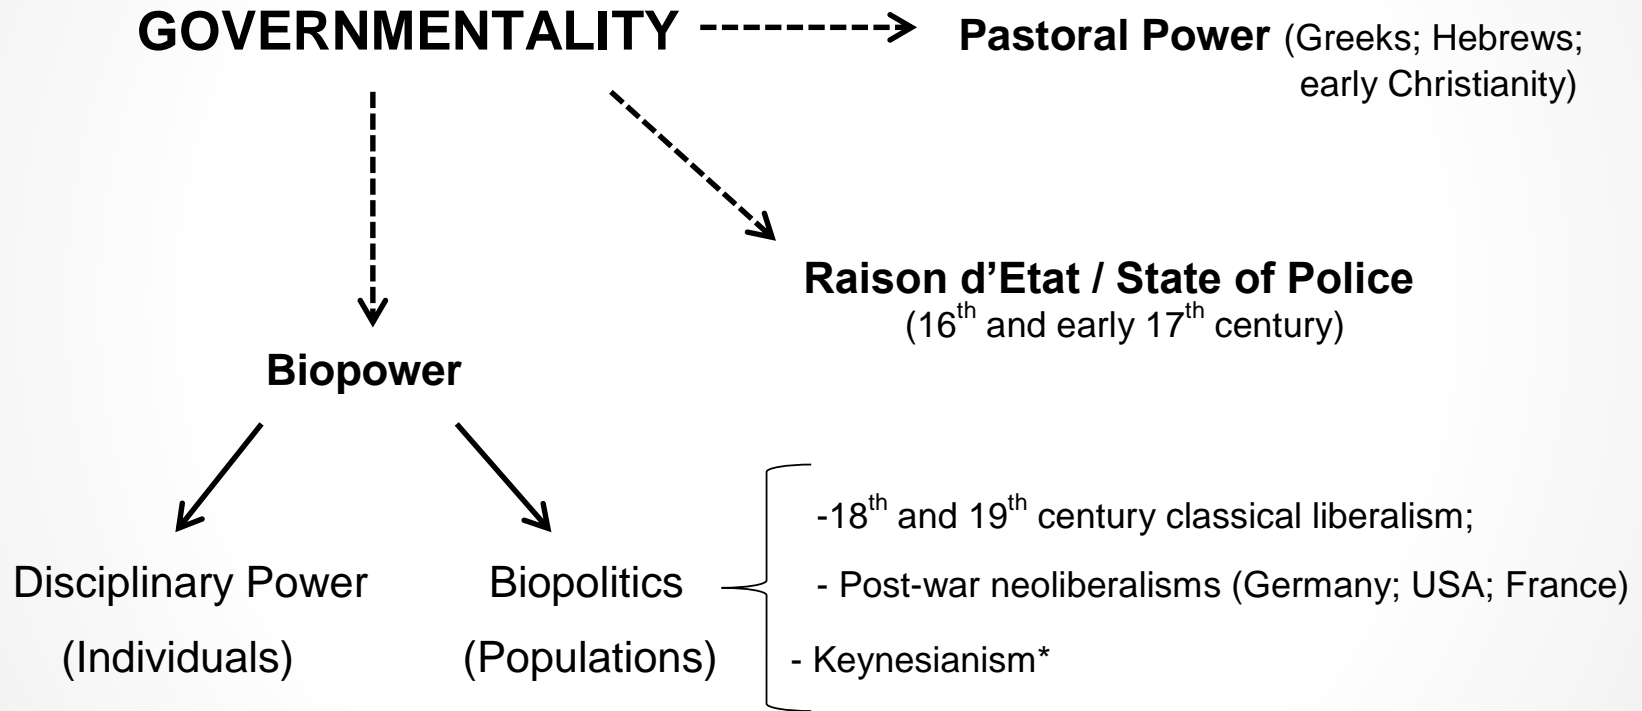 GOVERNMENTALITY
Pastoral Power (Greeks; Hebrews;
early Christianity)
Raison d’Etat / State of Police
(16th and early 17th century)
Biopower
Disciplinary Power
(Individuals)
Biopolitics
(Populations)
-18th and 19th century classical liberalism;
- Post-war neoliberalisms (Germany; USA; France)
- Keynesianism*